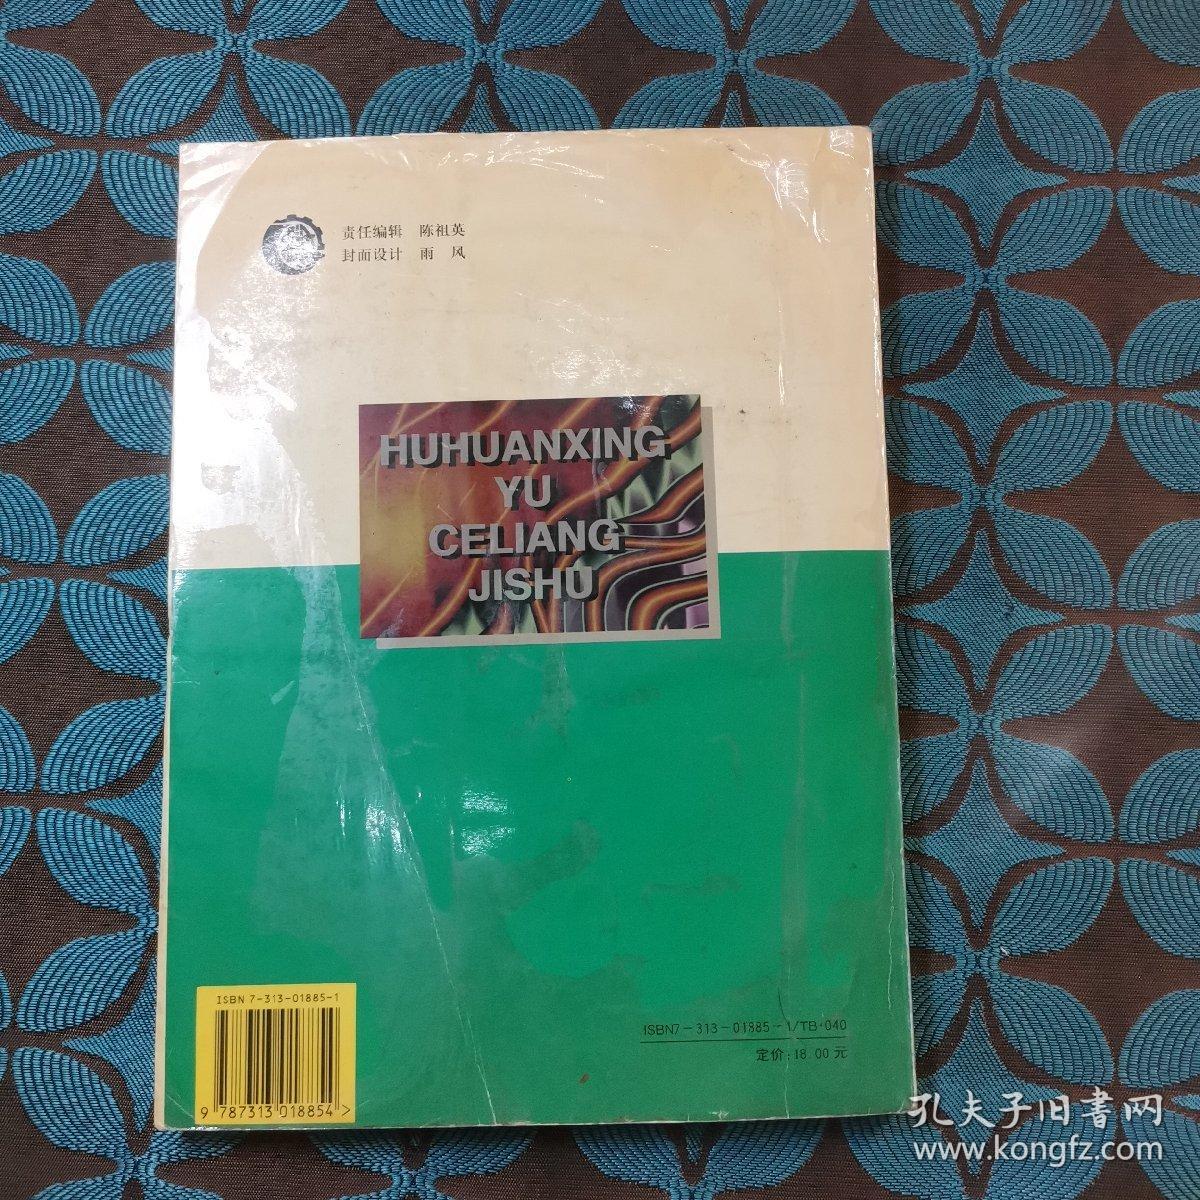 责任编辑 陈祖英
封面设计 雨 风
HUHUANXING
YU
CELIANG
JISHU
ISBN 7-313-01885-1
9 787313 018854 >
ISBN7-313-01885-1/TB·040
定价:18.00元
孔夫子旧書网
www.kongfz.com